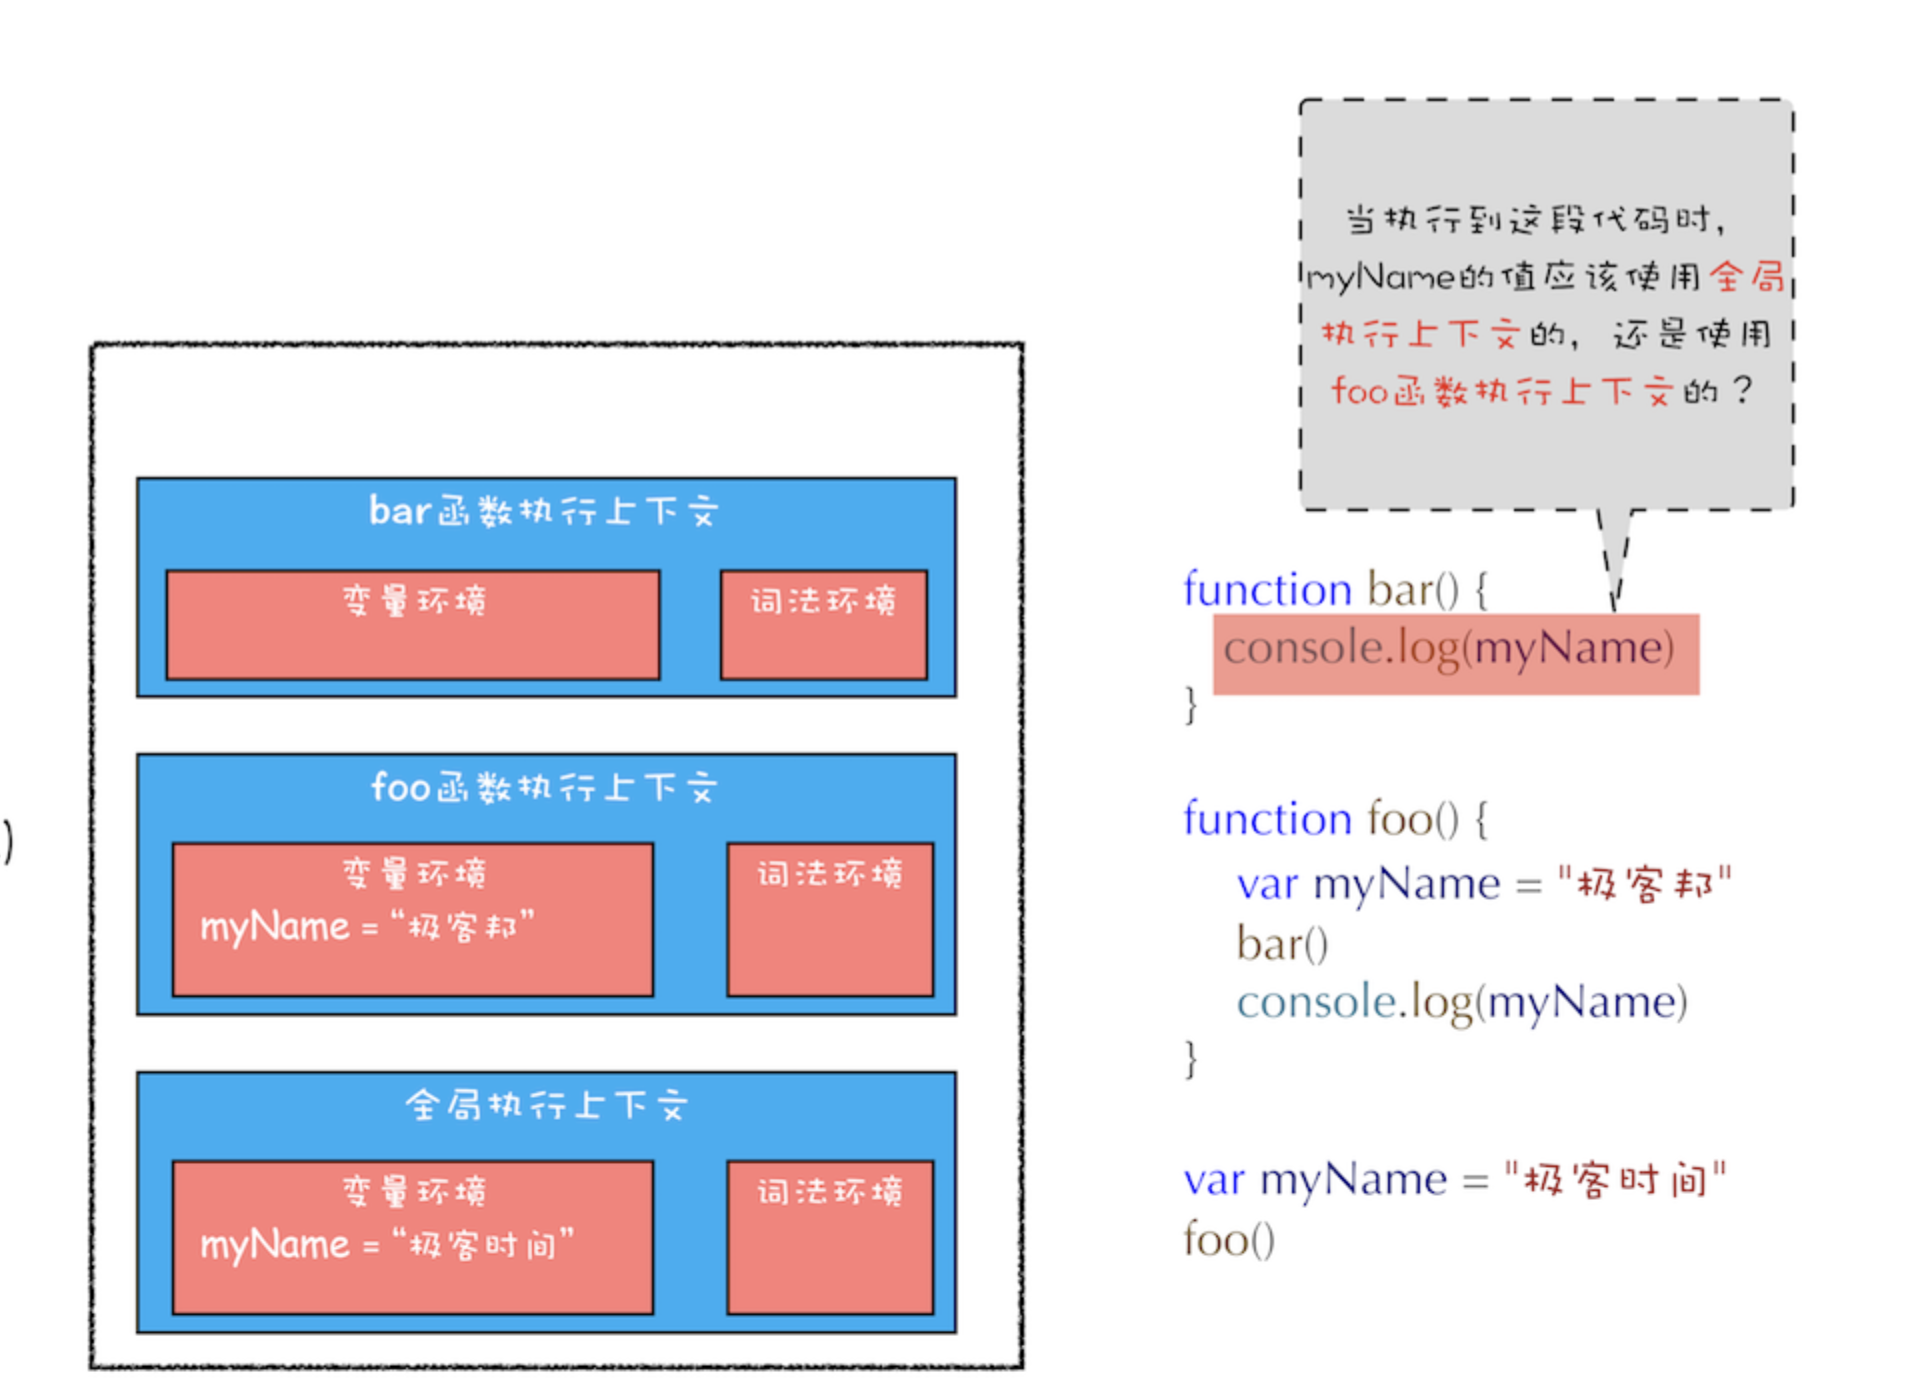 当执行到这段代码时，
myName的值应该使用全局
执行上下文的，还是使用
foo函数执行上下文的？
bar函数执行上下文
变量环境
词法环境
foo函数执行上下文
变量环境
myName = “极客邦”
词法环境
全局执行上下文
变量环境
myName = “极客时间”
词法环境
)
function bar() {
console.log(myName)
}
function foo() {
var myName = "极客邦"
bar()
console.log(myName)
}
var myName = "极客时间"
foo()